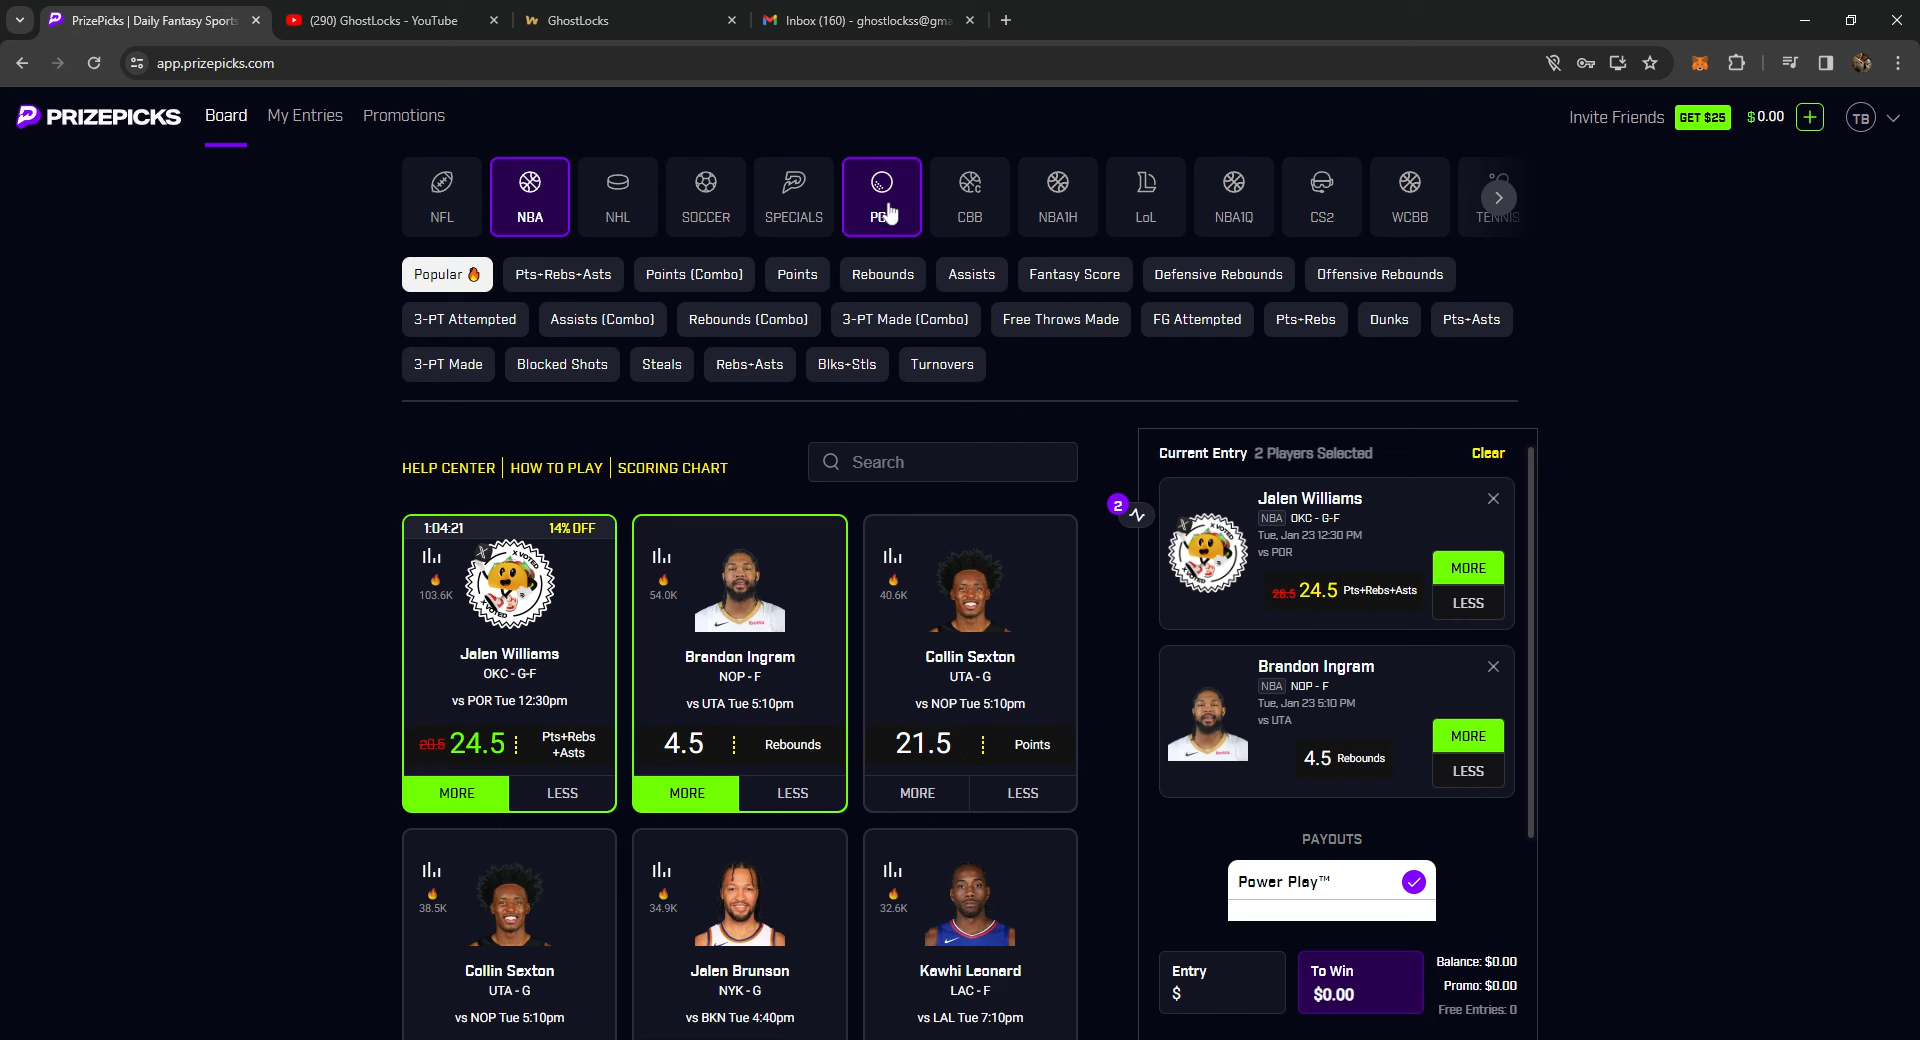 PrizePicks | Daily Fantasy Sports
(290) GhostLocks - YouTube
GhostLocks
Inbox (160) - ghostlockss@gma
app.prizepicks.com
PRIZEPICKS
Board
My Entries
Promotions
Invite Friends
GET $25
$0.00
TB
NFL
NBA
NHL
SOCCER
SPECIALS
CBB
NBA1H
LoL
NBA1Q
CS2
WCBB
TENNIS
Popular
Pts+Rebs+Asts
Points (Combo)
Points
Rebounds
Assists
Fantasy Score
Defensive Rebounds
Offensive Rebounds
3-PT Attempted
Assists (Combo)
Rebounds (Combo)
3-PT Made (Combo)
Free Throws Made
FG Attempted
Pts+Rebs
Dunks
Pts+Asts
3-PT Made
Blocked Shots
Steals
Rebs+Asts
Blks+Stls
Turnovers
HELP CENTER
HOW TO PLAY
SCORING CHART
Search
1:04:21
14% OFF
103.6K
X VOTED
X VOTED
Jalen Williams
OKC - G-F
vs POR Tue 12:30pm
28.5 24.5
Pts+Rebs
+Asts
MORE
LESS
54.0K
Brandon Ingram
NOP - F
vs UTA Tue 5:10pm
4.5
Rebounds
MORE
LESS
40.6K
Collin Sexton
UTA - G
vs NOP Tue 5:10pm
21.5
Points
MORE
LESS
38.5K
Collin Sexton
UTA - G
vs NOP Tue 5:10pm
34.9K
Jalen Brunson
NYK - G
vs BKN Tue 4:40pm
32.6K
Kawhi Leonard
LAC - F
vs LAL Tue 7:10pm
Current Entry 2 Players Selected
Clear
2
Jalen Williams
NBA OKC - G-F
Tue, Jan 23 12:30 PM
vs POR
28.5 24.5 Pts+Rebs+Asts
MORE
LESS
Brandon Ingram
NBA NOP - F
Tue, Jan 23 5:10 PM
vs UTA
4.5 Rebounds
MORE
LESS
PAYOUTS
Power Play™
Entry
$
To Win
$0.00
Balance: $0.00
Promo: $0.00
Free Entries: 0